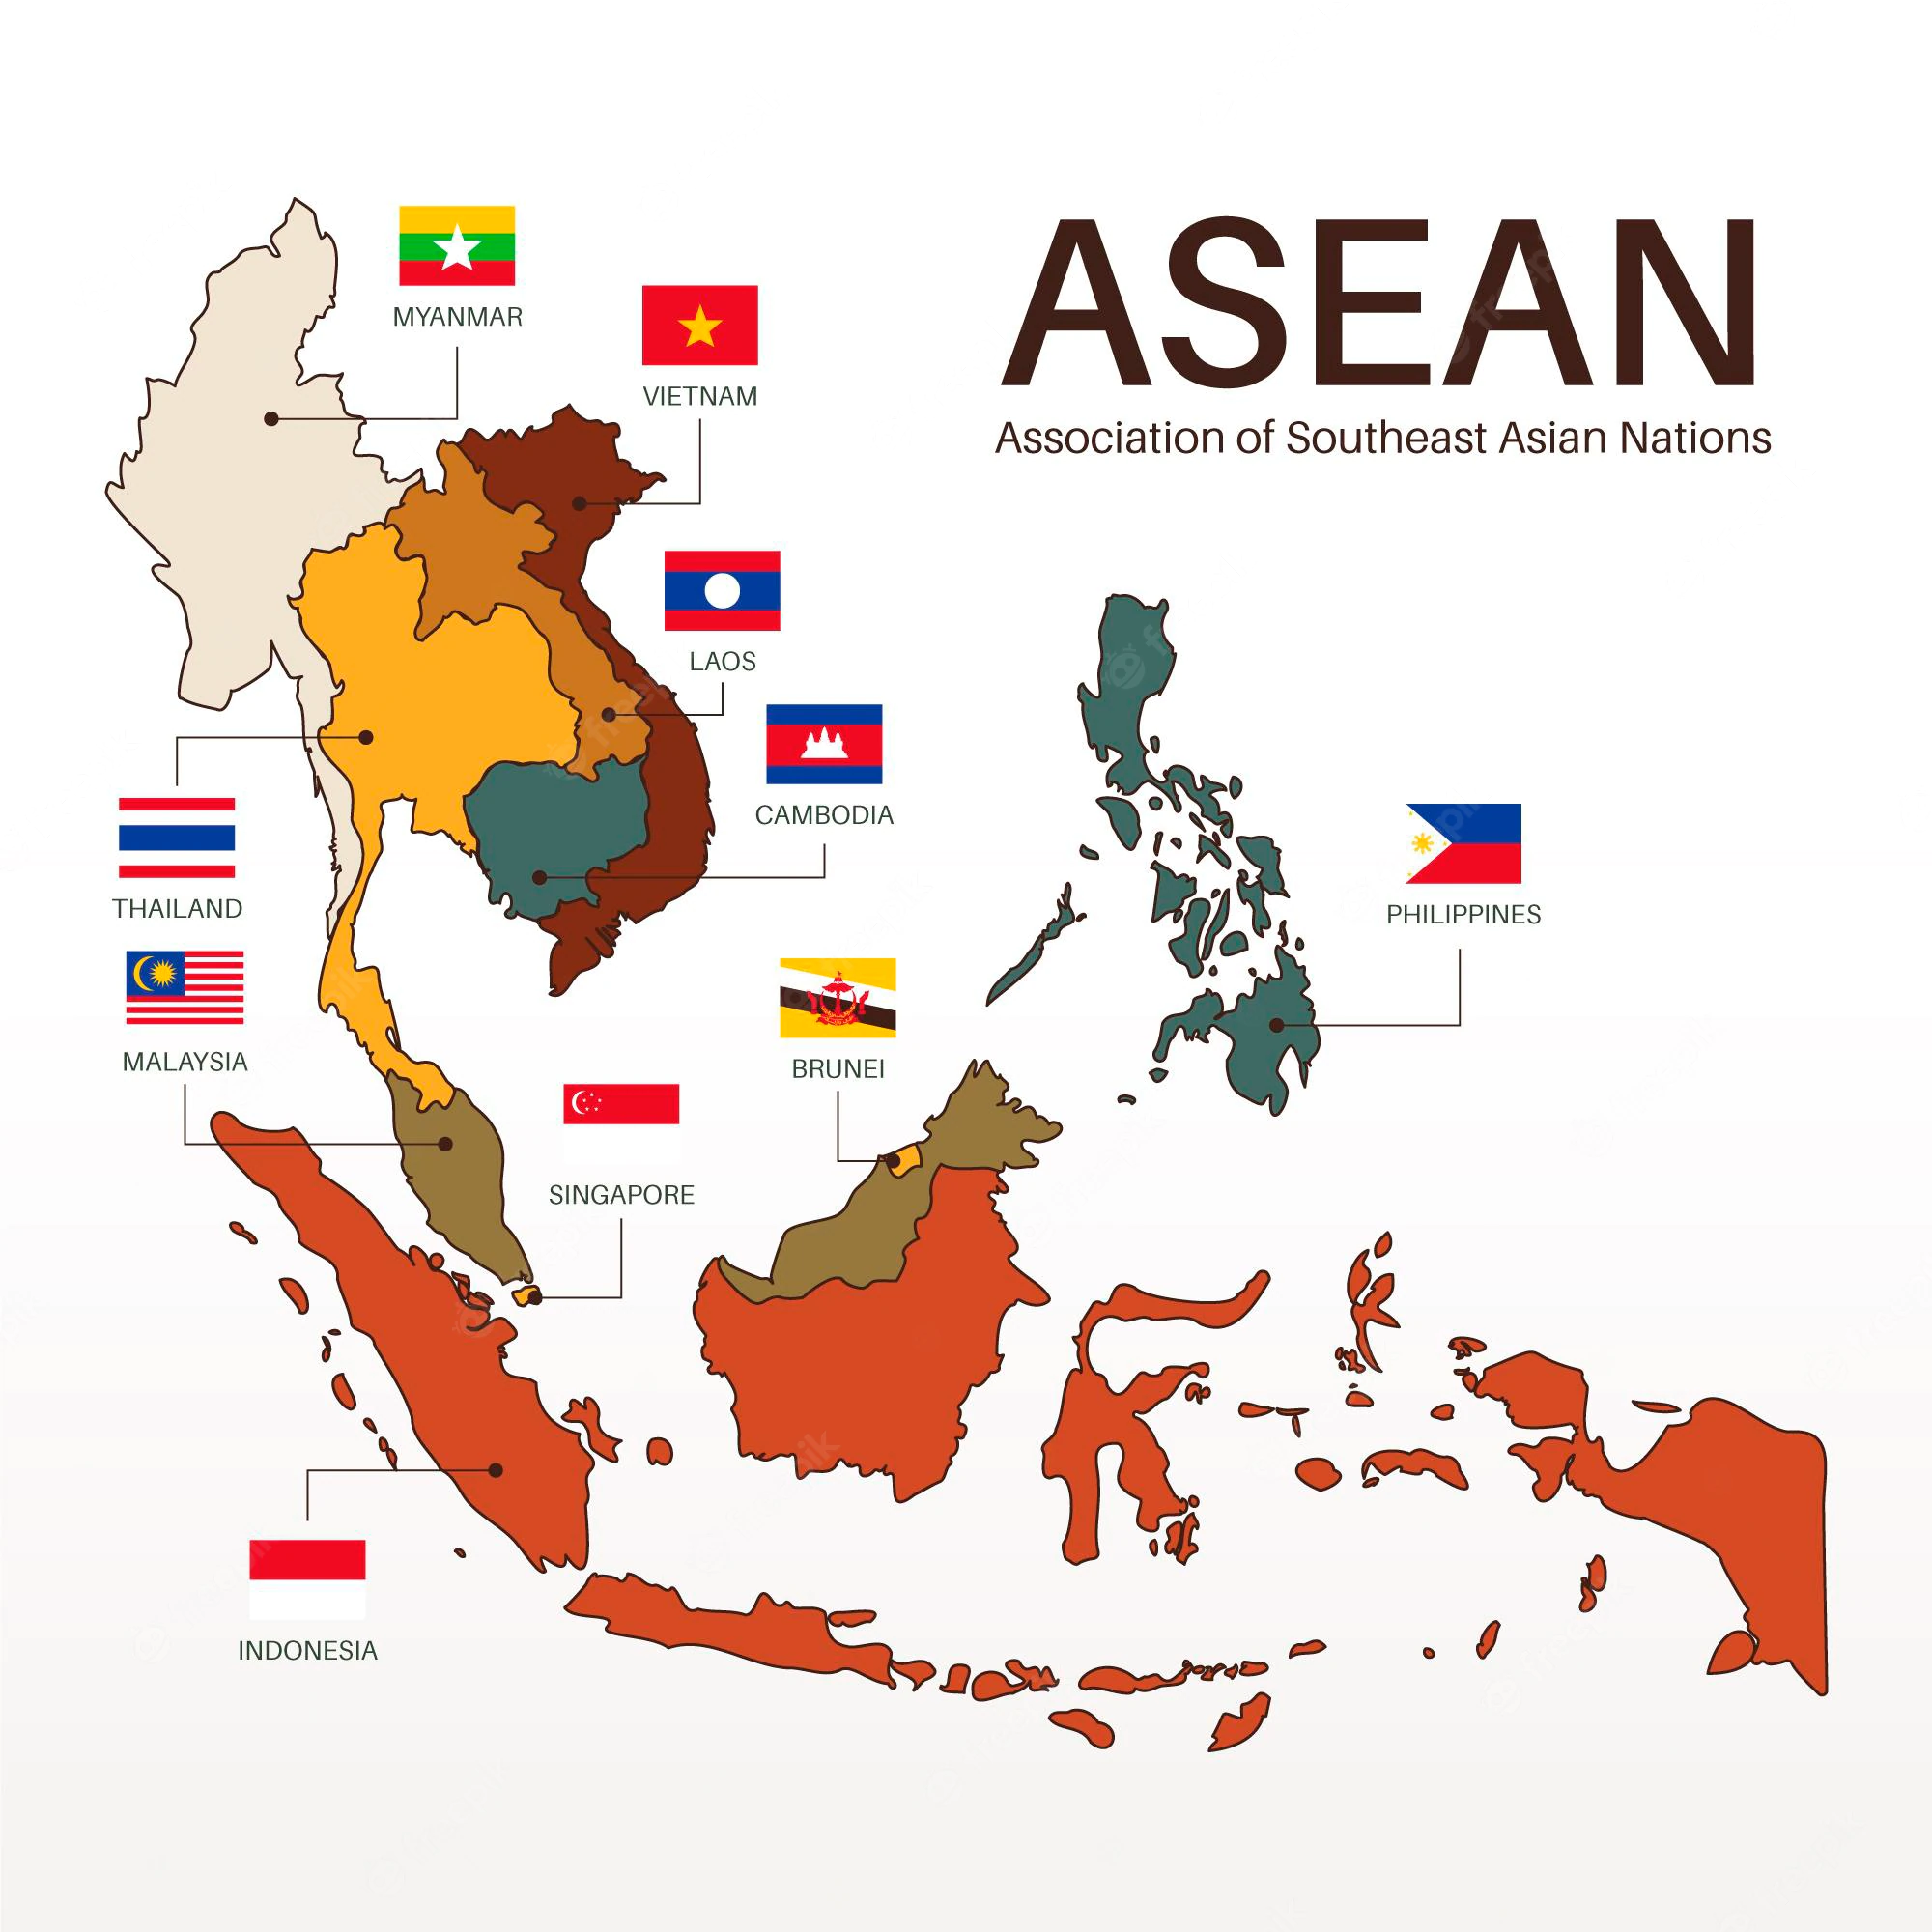 ASEAN
Association of Southeast Asian Nations
MYANMAR
VIETNAM
LAOS
CAMBODIA
THAILAND
PHILIPPINES
MALAYSIA
BRUNEI
SINGAPORE
INDONESIA